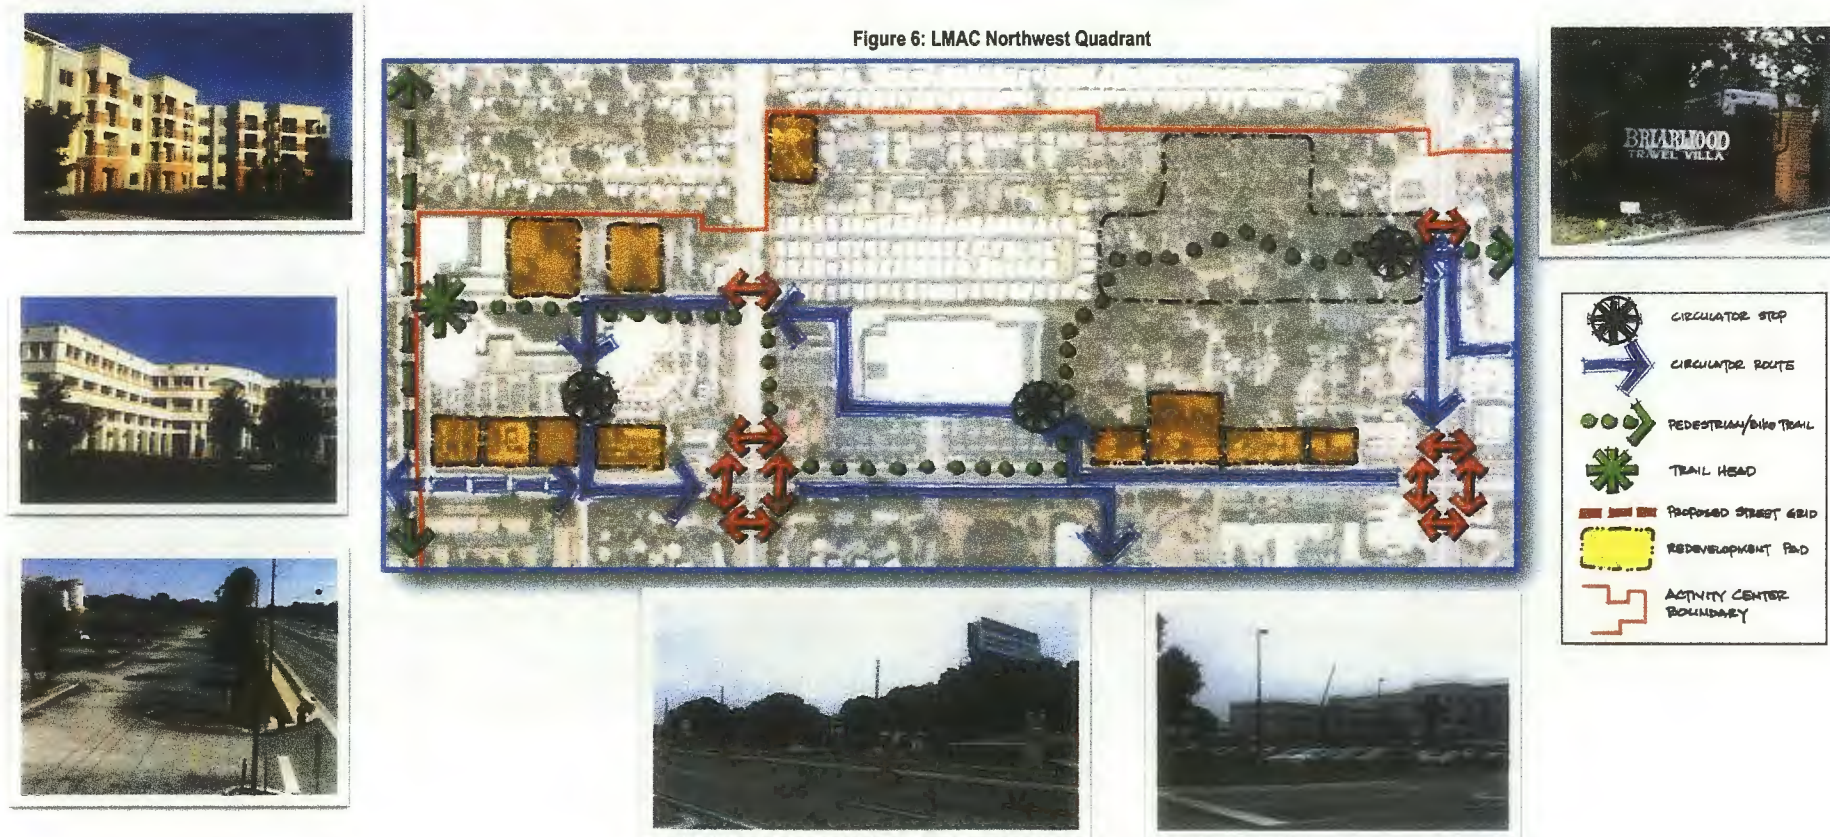 Figure 6: LMAC Northwest Quadrant
BRIARWOOD
TRAVEL VILLA
CIRCULATOR STOP
CIRCULATOR ROUTE
PEDESTRIAN/BIKE TRAIL
TRAIL HEAD
PROPOSED STREET GRID
REDEVELOPMENT PAD
ACTIVITY CENTER
BOUNDARY